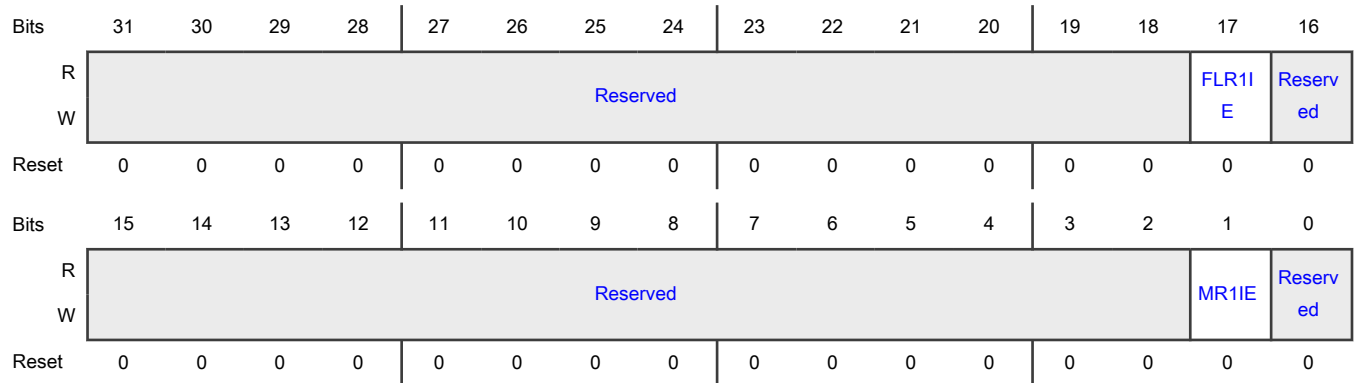 Bits 31 30 29 28 27 26 25 24 23 22 21 20 19 18 17 16
R
W
Reserved
FLR1I
E
Reserv
ed
Reset 0 0 0 0 0 0 0 0 0 0 0 0 0 0 0 0
Bits 15 14 13 12 11 10 9 8 7 6 5 4 3 2 1 0
R
W
Reserved
MR1IE
Reserv
ed
Reset 0 0 0 0 0 0 0 0 0 0 0 0 0 0 0 0